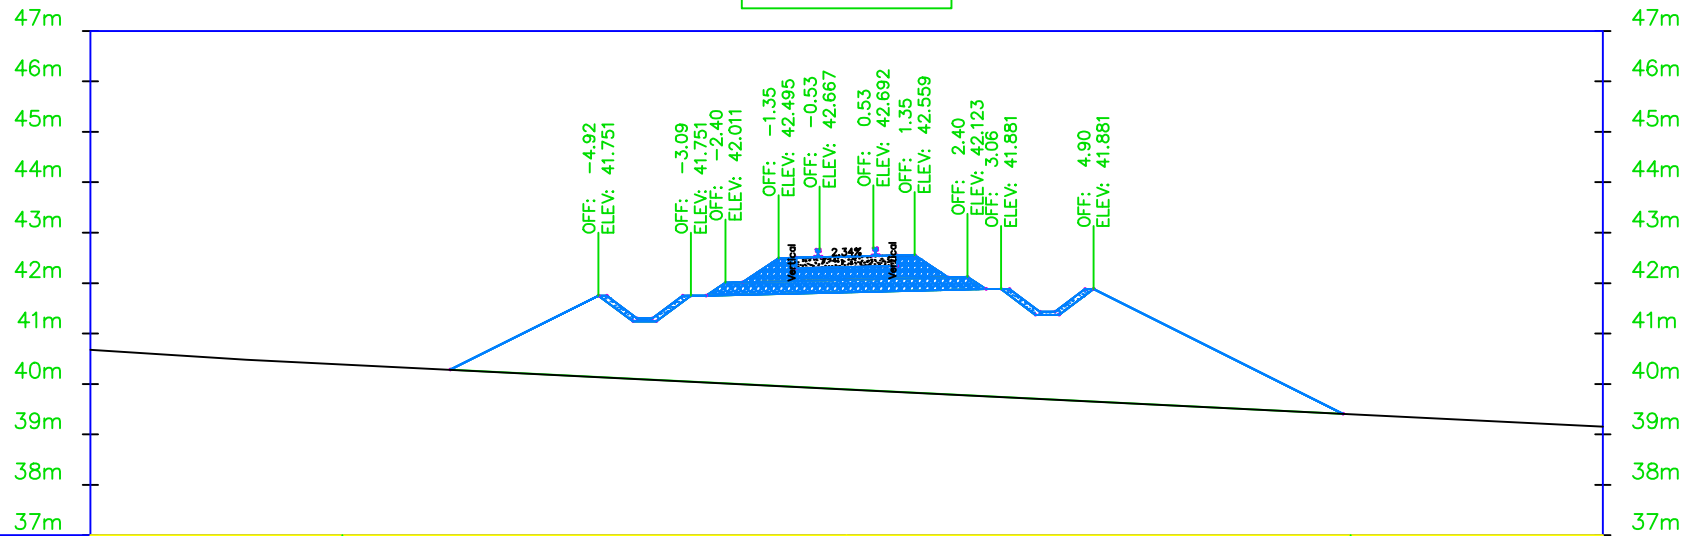 47m
46m
45m
44m
43m
42m
41m
40m
39m
38m
37m
OFF: -4.92
ELEV: 41.751
OFF: -3.09
ELEV: 41.751
OFF: -2.40
ELEV: 42.011
OFF: -1.35
ELEV: 42.495
OFF: -0.53
ELEV: 42.667
OFF: 0.53
ELEV: 42.692
OFF: 1.35
ELEV: 42.559
OFF: 2.40
ELEV: 42.123
OFF: 3.06
ELEV: 41.881
OFF: 4.90
ELEV: 41.881
Vertical
2.34%
Vertical
47m
46m
45m
44m
43m
42m
41m
40m
39m
38m
37m